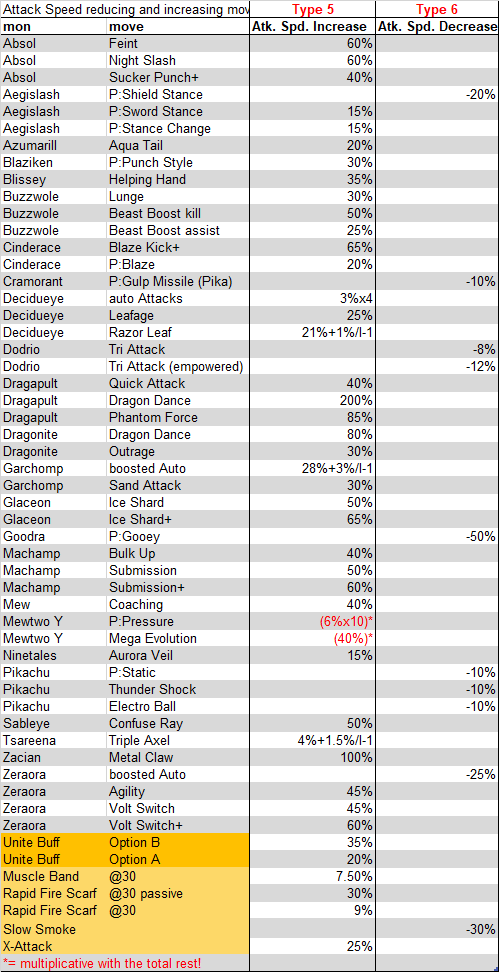 Attack Speed reducing and increasing mov Type 5 Type 6
mon move Atk. Spd. Increase Atk. Spd. Decrease
Absol Feint 60%
Absol Night Slash 60%
Absol Sucker Punch+ 40%
Aegislash P:Shield Stance -20%
Aegislash P:Sword Stance 15%
Aegislash P:Stance Change 15%
Azumarill Aqua Tail 20%
Blaziken P:Punch Style 30%
Blissey Helping Hand 35%
Buzzwole Lunge 30%
Buzzwole Beast Boost kill 50%
Buzzwole Beast Boost assist 25%
Cinderace Blaze Kick+ 65%
Cinderace P:Blaze 20%
Cramorant P:Gulp Missile (Pika) -10%
Decidueye auto Attacks 3%x4
Decidueye Leafage 25%
Decidueye Razor Leaf 21%+1%/l-1
Dodrio Tri Attack -8%
Dodrio Tri Attack (empowered) -12%
Dragapult Quick Attack 40%
Dragapult Dragon Dance 200%
Dragapult Phantom Force 85%
Dragonite Dragon Dance 80%
Dragonite Outrage 30%
Garchomp boosted Auto 28%+3%/l-1
Garchomp Sand Attack 30%
Glaceon Ice Shard 50%
Glaceon Ice Shard+ 65%
Goodra P:Gooey -50%
Machamp Bulk Up 40%
Machamp Submission 50%
Machamp Submission+ 60%
Mew Coaching 40%
Mewtwo Y P:Pressure (6%x10)*
Mewtwo Y Mega Evolution (40%)*
Ninetales Aurora Veil 15%
Pikachu P:Static -10%
Pikachu Thunder Shock -10%
Pikachu Electro Ball -10%
Sableye Confuse Ray 50%
Tsareena Triple Axel 4%+1.5%/l-1
Zacian Metal Claw 100%
Zeraora boosted Auto -25%
Zeraora Agility 45%
Zeraora Volt Switch 45%
Zeraora Volt Switch+ 60%
Unite Buff Option B 35%
Unite Buff Option A 20%
Muscle Band @30 7.50%
Rapid Fire Scarf @30 passive 30%
Rapid Fire Scarf @30 9%
Slow Smoke -30%
X-Attack 25%
*= multiplicative with the total rest!